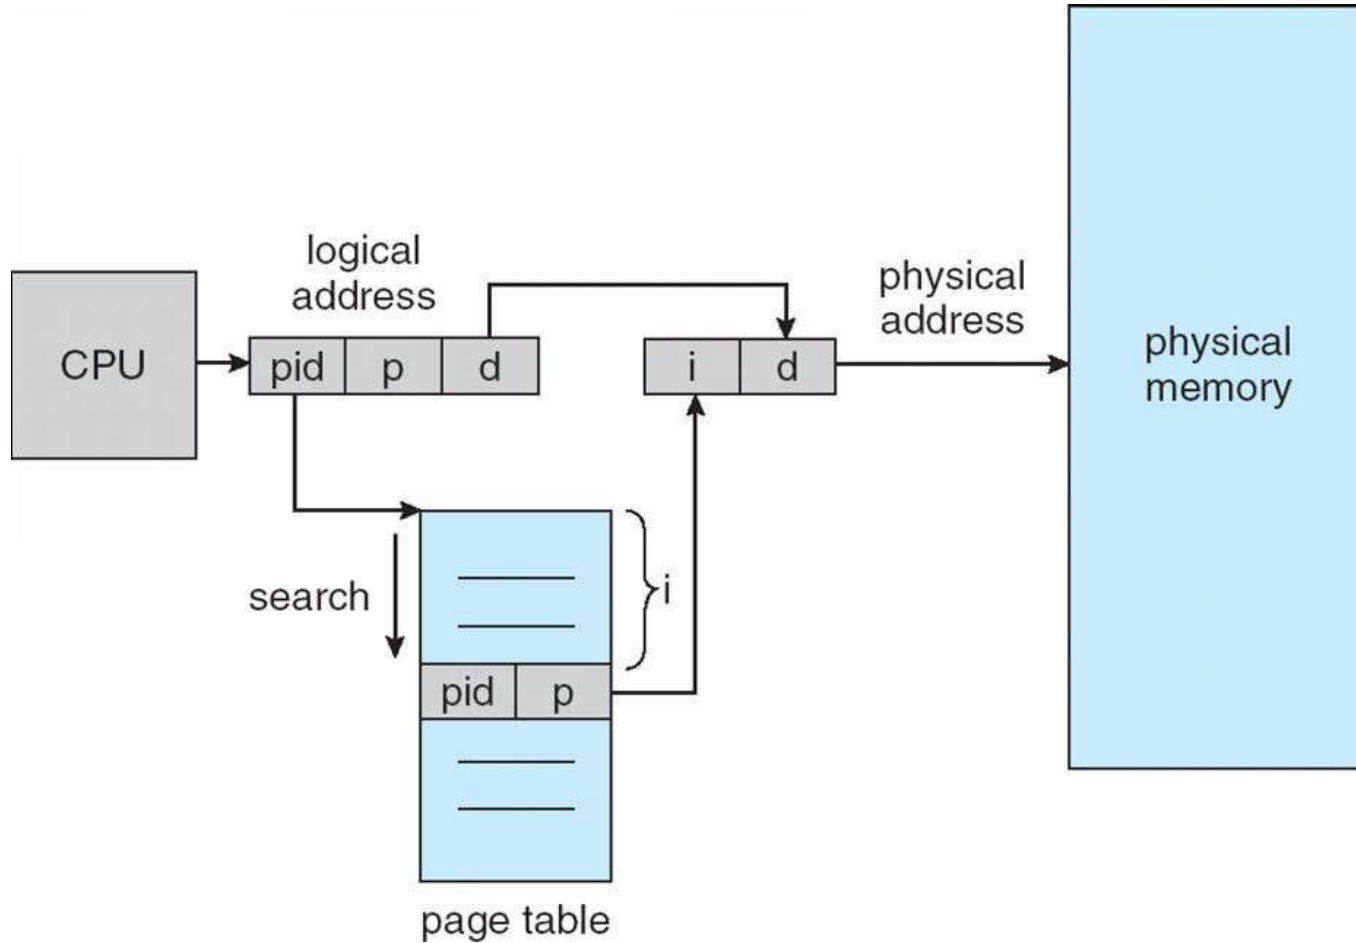 logical
address
physical
address
CPU
pid p d
i d
physical
memory
search
i
pid p
page table